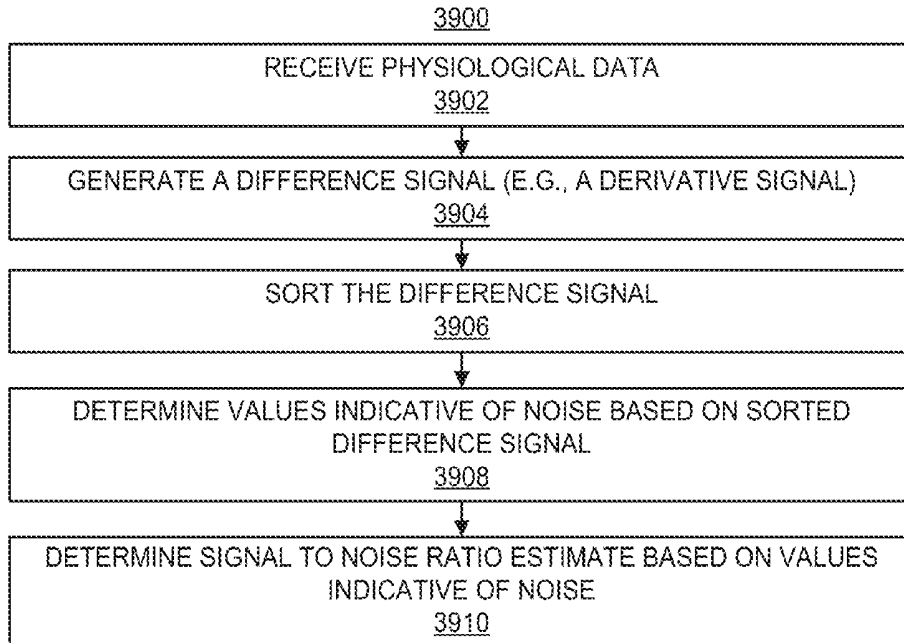 3900
RECEIVE PHYSIOLOGICAL DATA
3902
GENERATE A DIFFERENCE SIGNAL (E.G., A DERIVATIVE SIGNAL)
3904
SORT THE DIFFERENCE SIGNAL
3906
DETERMINE VALUES INDICATIVE OF NOISE BASED ON SORTED
DIFFERENCE SIGNAL
3908
DETERMINE SIGNAL TO NOISE RATIO ESTIMATE BASED ON VALUES
INDICATIVE OF NOISE
3910